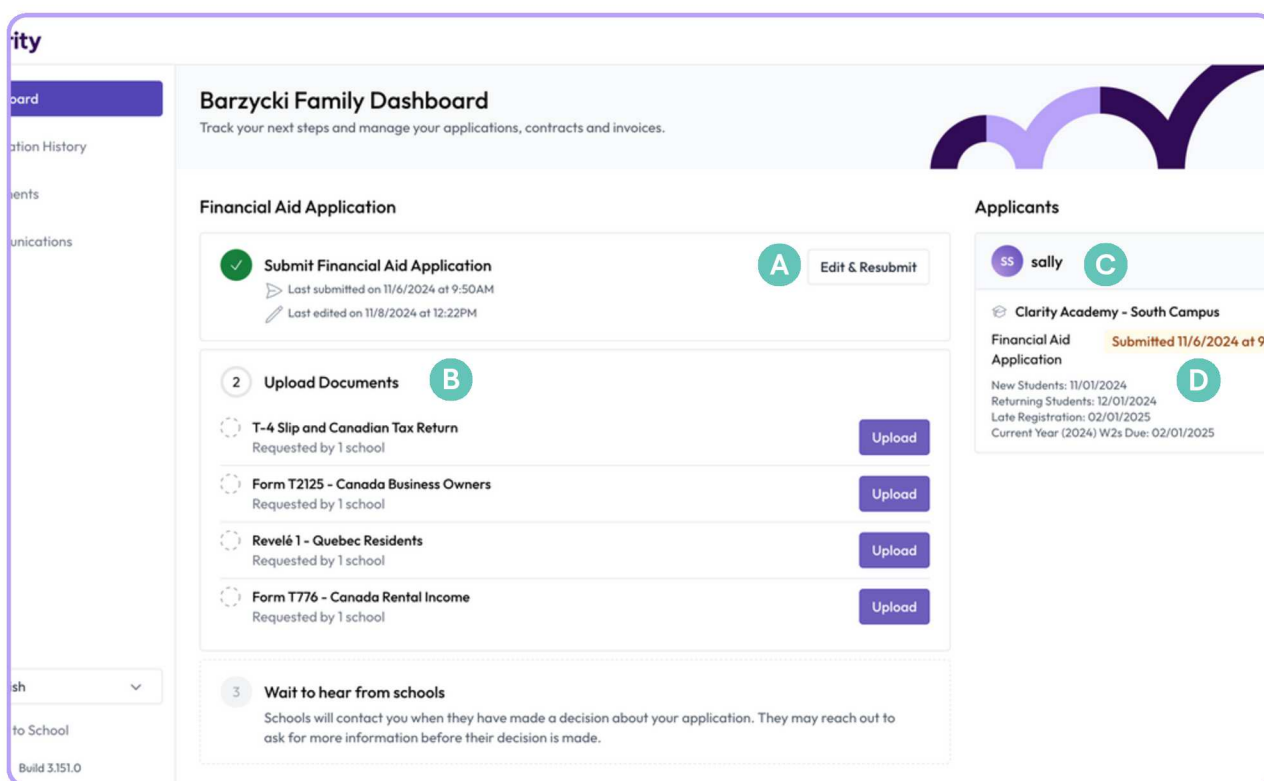 ity
oard
ation History
ents
unications
sh
to School
Build 3.151.0
Barzycki Family Dashboard
Track your next steps and manage your applications, contracts and invoices.
Financial Aid Application
Submit Financial Aid Application
A
Edit & Resubmit
Last submitted on 11/6/2024 at 9:50AM
Last edited on 11/8/2024 at 12:22PM
2
Upload Documents
B
T-4 Slip and Canadian Tax Return
Requested by 1 school
Upload
Form T2125 - Canada Business Owners
Requested by 1 school
Upload
Revelé 1 - Quebec Residents
Requested by 1 school
Upload
Form T776 - Canada Rental Income
Requested by 1 school
Upload
3
Wait to hear from schools
Schools will contact you when they have made a decision about your application. They may reach out to
ask for more information before their decision is made.
Applicants
SS
sally
C
Clarity Academy - South Campus
Financial Aid
Application
Submitted 11/6/2024 at 9
D
New Students: 11/01/2024
Returning Students: 12/01/2024
Late Registration: 02/01/2025
Current Year (2024) W2s Due: 02/01/2025